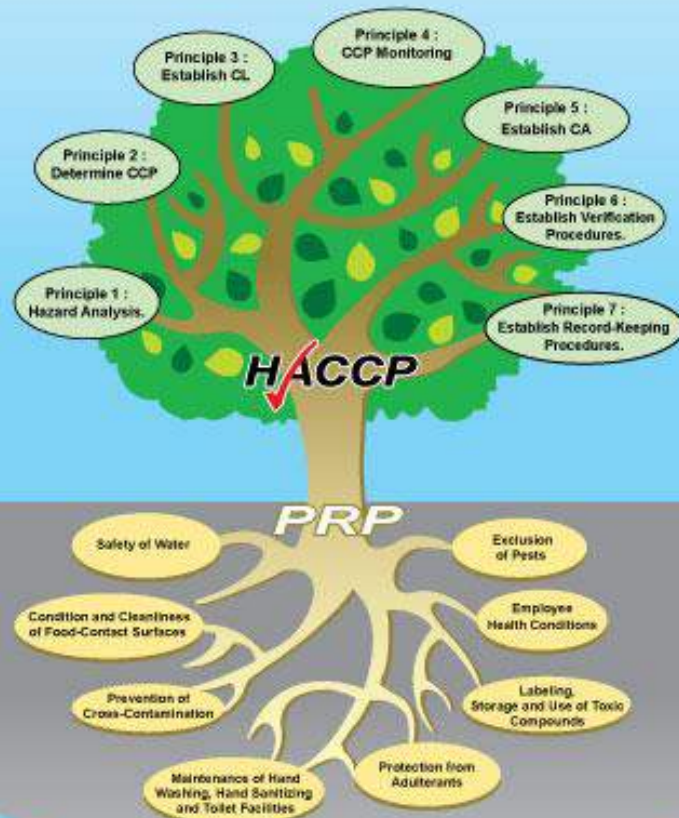 Principle 4 :
CCP Monitoring
Principle 3 :
Establish CL
Principle 5 :
Establish CA
Principle 2 :
Determine CCP
Principle 6 :
Establish Verification
Procedures.
Principle 1 :
Hazard Analysis.
Principle 7 :
Establish Record-Keeping
Procedures.
HACCP
PRP
Safety of Water
Exclusion
of Pests
Condition and Cleanliness
of Food-Contact Surfaces
Employee
Health Conditions
Prevention of
Cross-Contamination
Labeling,
Storage and Use of Toxic
Compounds
Maintenance of Hand
Washing, Hand Sanitizing
and Toilet Facilities
Protection from
Adulterants